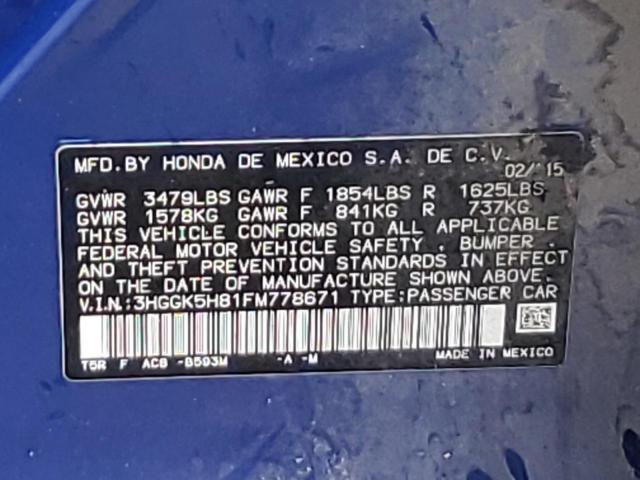 MFD.BY HONDA DE MEXICO S.A. DE C.V.
02/'15
GVWR 3479LBS GAWR F 1854LBS R 1625LBS
GVWR 1578KG GAWR F 841KG R 737KG
THIS VEHICLE CONFORMS TO ALL APPLICABLE
FEDERAL MOTOR VEHICLE SAFETY , BUMPER ,
AND THEFT PREVENTION STANDARDS IN EFFECT
ON THE DATE OF MANUFACTURE SHOWN ABOVE.
V.I.N.:3HGGK5H81FM778671 TYPE:PASSENGER CAR
T5R F ACB -B593M -A -M MADE IN MEXICO